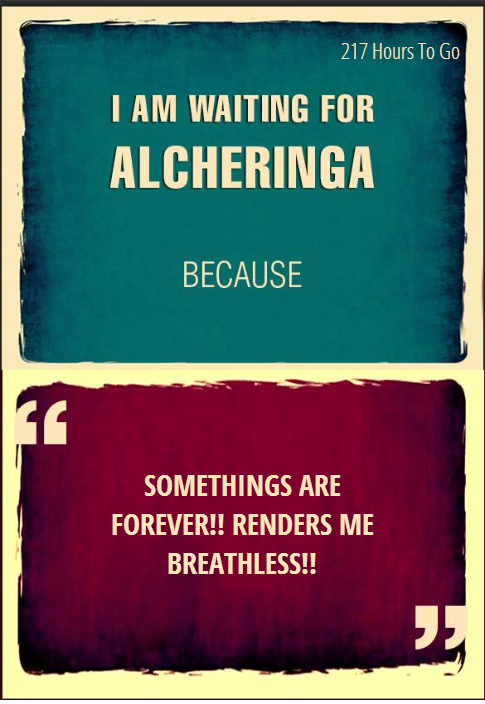 217 Hours To Go
I AM WAITING FOR
ALCHERINGA
BECAUSE
“
SOMETHINGS ARE
FOREVER!! RENDERS ME
BREATHLESS!!
”